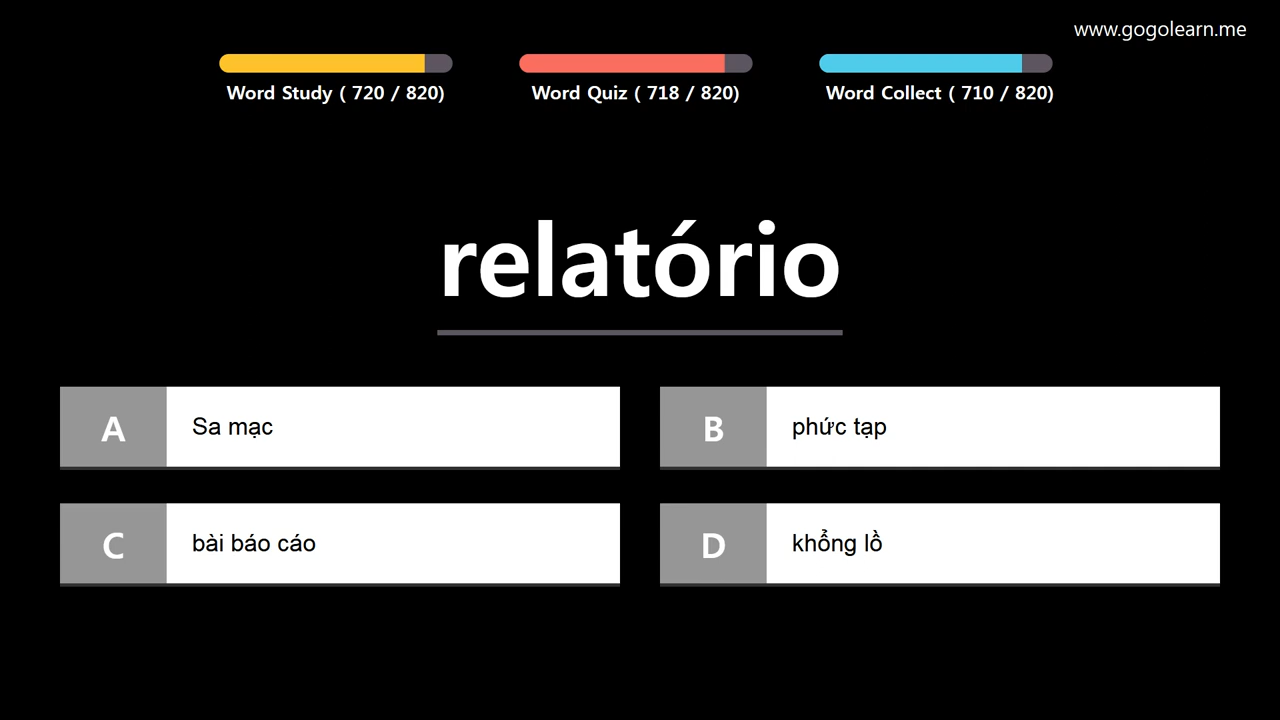 www.gogolearn.me
Word Study ( 720 / 820)
Word Quiz ( 718 / 820)
Word Collect ( 710 / 820)
relatório
A
Sa mạc
B
phức tạp
C
bài báo cáo
D
khổng lồ